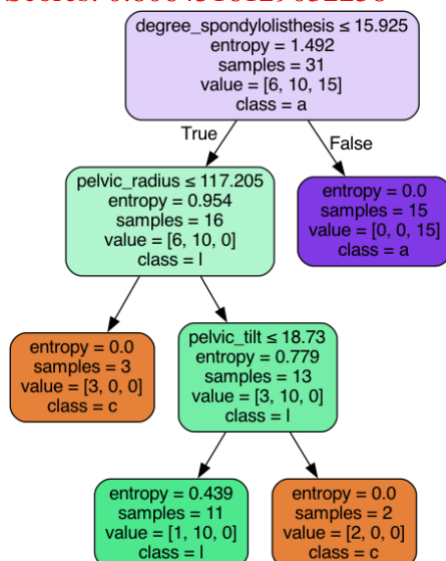 degree_spondylolisthesis ≤ 15.925
entropy = 1.492
samples = 31
value = [6, 10, 15]
class = a
True
False
pelvic_radius ≤ 117.205
entropy = 0.954
samples = 16
value = [6, 10, 0]
class = l
entropy = 0.0
samples = 15
value = [0, 0, 15]
class = a
entropy = 0.0
samples = 3
value = [3, 0, 0]
class = c
pelvic_tilt ≤ 18.73
entropy = 0.779
samples = 13
value = [3, 10, 0]
class = l
entropy = 0.439
samples = 11
value = [1, 10, 0]
class = l
entropy = 0.0
samples = 2
value = [2, 0, 0]
class = c